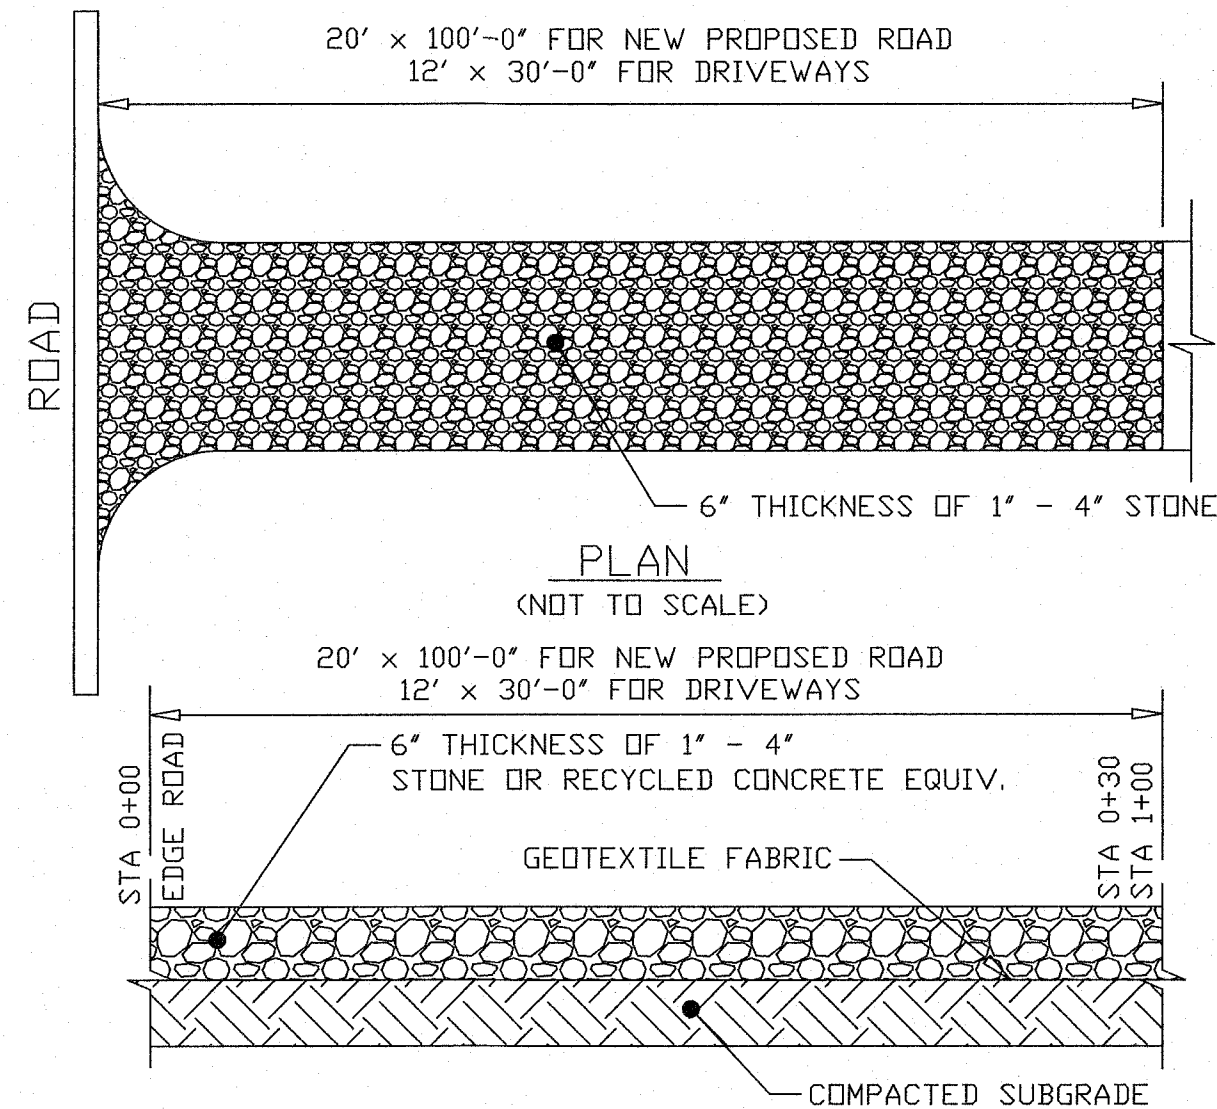 20' x 100'-0" FOR NEW PROPOSED ROAD
12' x 30'-0" FOR DRIVEWAYS
ROAD
6" THICKNESS OF 1" - 4" STONE
PLAN
(NOT TO SCALE)
20' x 100'-0" FOR NEW PROPOSED ROAD
12' x 30'-0" FOR DRIVEWAYS
STA 0+00
EDGE ROAD
6" THICKNESS OF 1" - 4"
STONE OR RECYCLED CONCRETE EQUIV.
GEOTEXTILE FABRIC
STA 0+30
STA 1+00
COMPACTED SUBGRADE